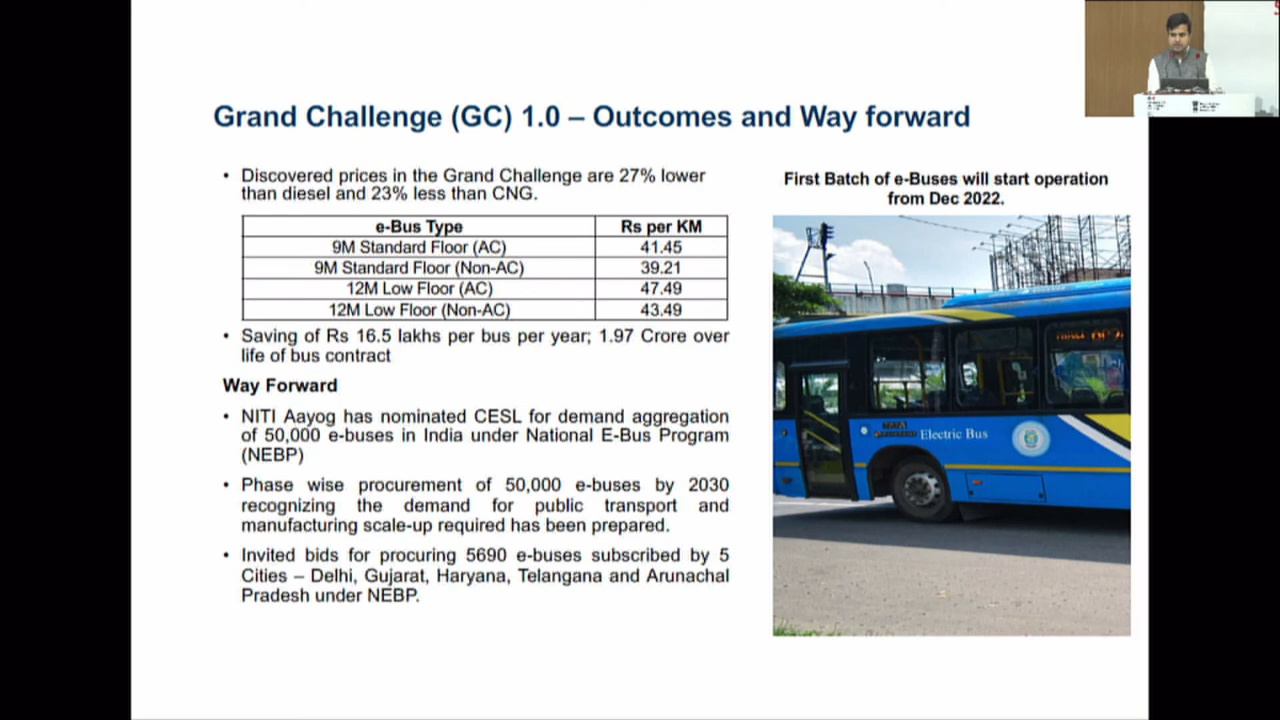 Grand Challenge (GC) 1.0 – Outcomes and Way forward
• Discovered prices in the Grand Challenge are 27% lower
than diesel and 23% less than CNG.
e-Bus Type Rs per KM
9M Standard Floor (AC) 41.45
9M Standard Floor (Non-AC) 39.21
12M Low Floor (AC) 47.49
12M Low Floor (Non-AC) 43.49
• Saving of Rs 16.5 lakhs per bus per year; 1.97 Crore over
life of bus contract
Way Forward
• NITI Aayog has nominated CESL for demand aggregation
of 50,000 e-buses in India under National E-Bus Program
(NEBP)
• Phase wise procurement of 50,000 e-buses by 2030
recognizing the demand for public transport and
manufacturing scale-up required has been prepared.
• Invited bids for procuring 5690 e-buses subscribed by 5
Cities – Delhi, Gujarat, Haryana, Telangana and Arunachal
Pradesh under NEBP.
First Batch of e-Buses will start operation
from Dec 2022.
TATA
Electric Bus